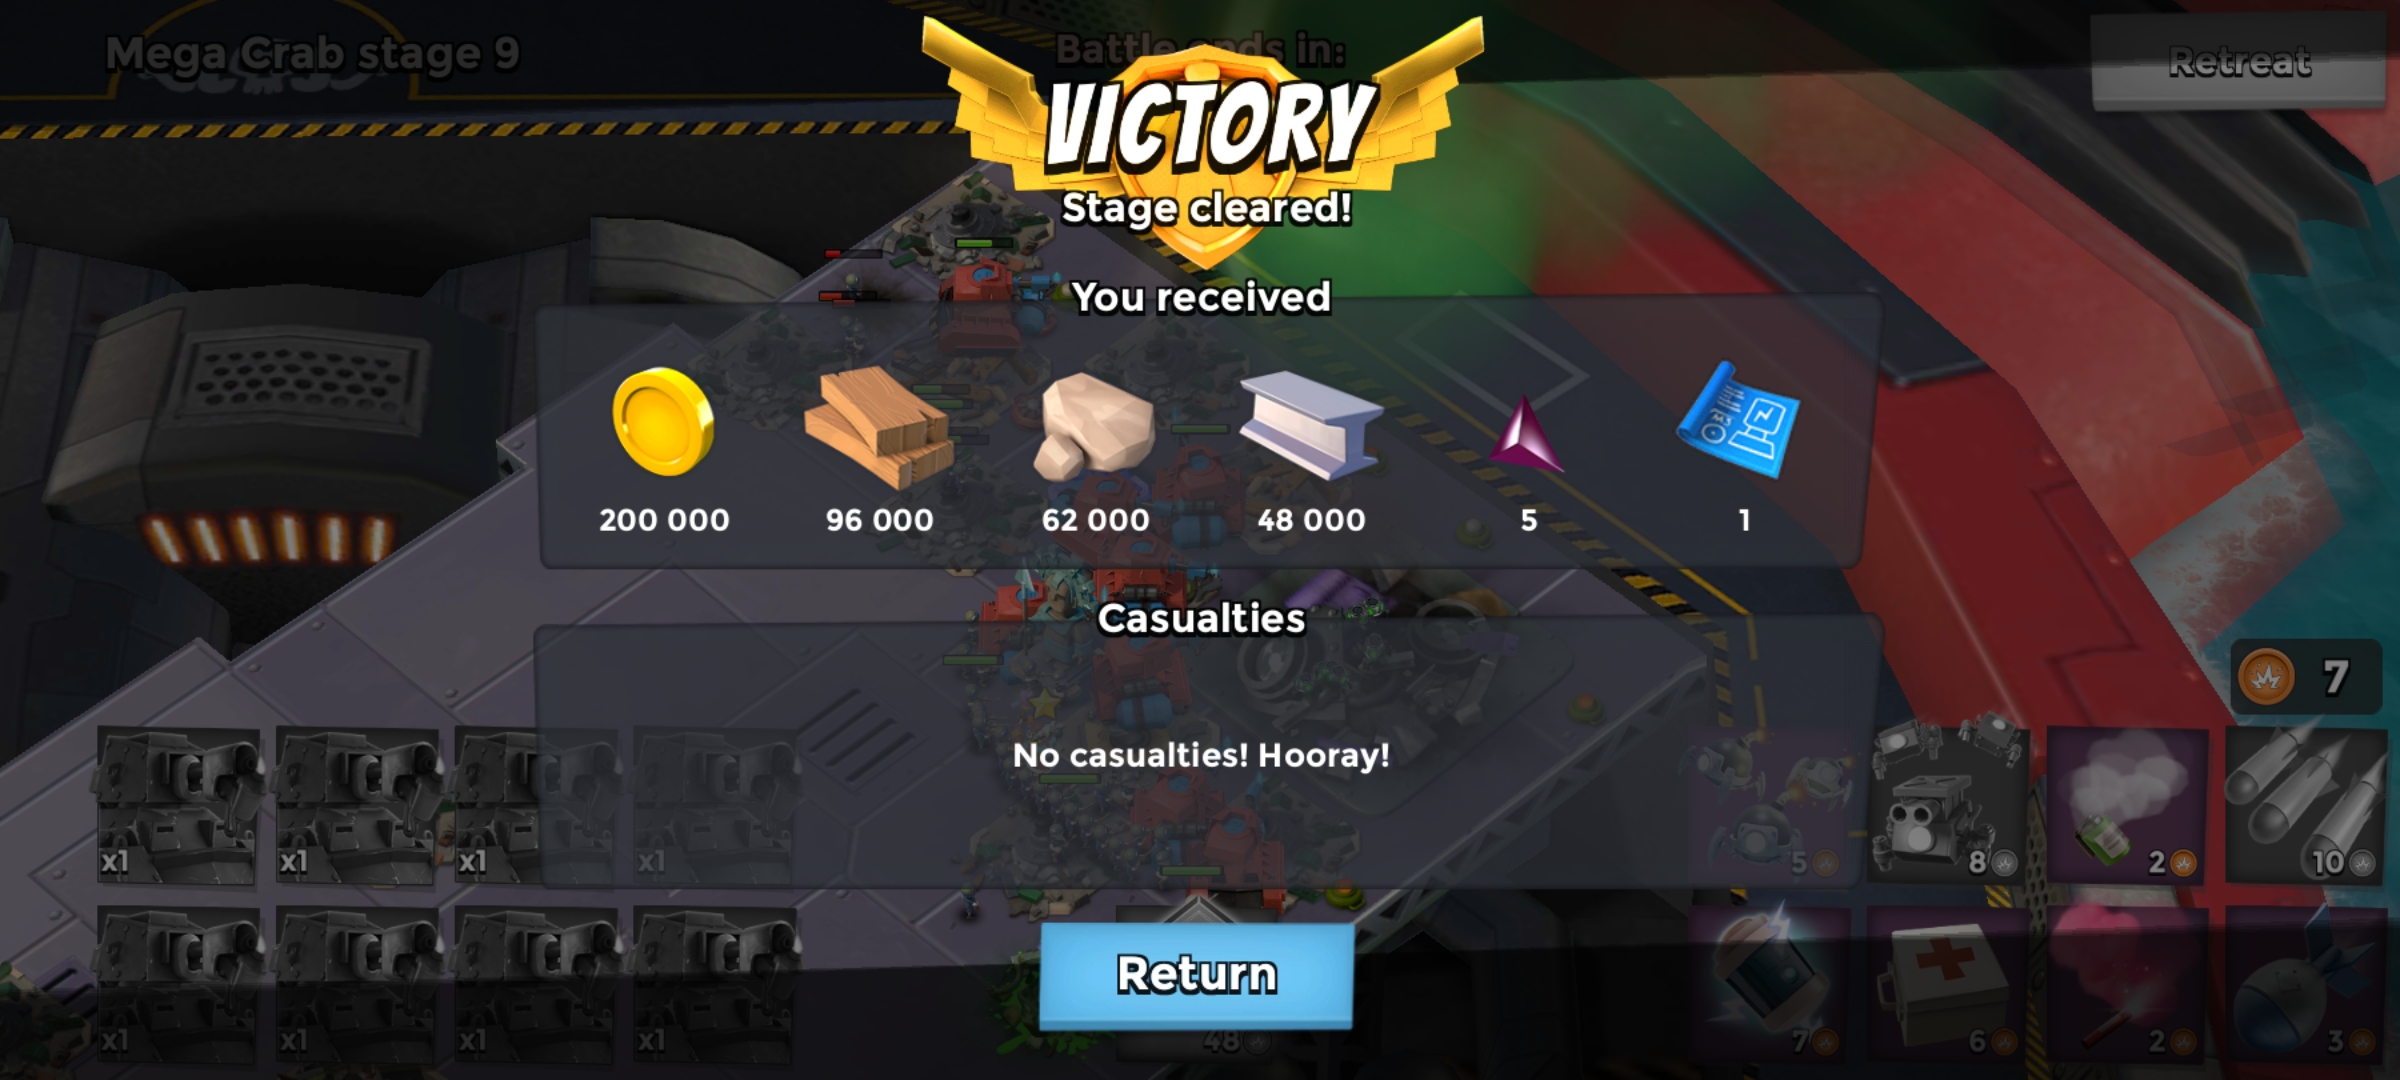 Mega Crab stage 9
Battle ends in:
Retreat
VICTORY
Stage cleared!
You received
200 000
96 000
62 000
48 000
5
1
Casualties
No casualties! Hooray!
7
x1
x1
x1
x1
5
8
2
10
Return
x1
x1
x1
x1
48
7
6
2
3